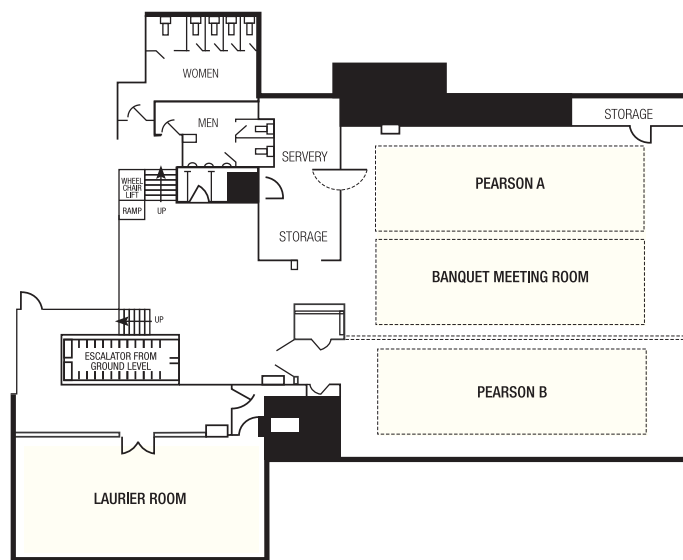 WOMEN
MEN
STORAGE
SERVERY
PEARSON A
WHEEL
CHAIR
LIFT
RAMP
UP
STORAGE
BANQUET MEETING ROOM
UP
ESCALATOR FROM
GROUND LEVEL
PEARSON B
LAURIER ROOM